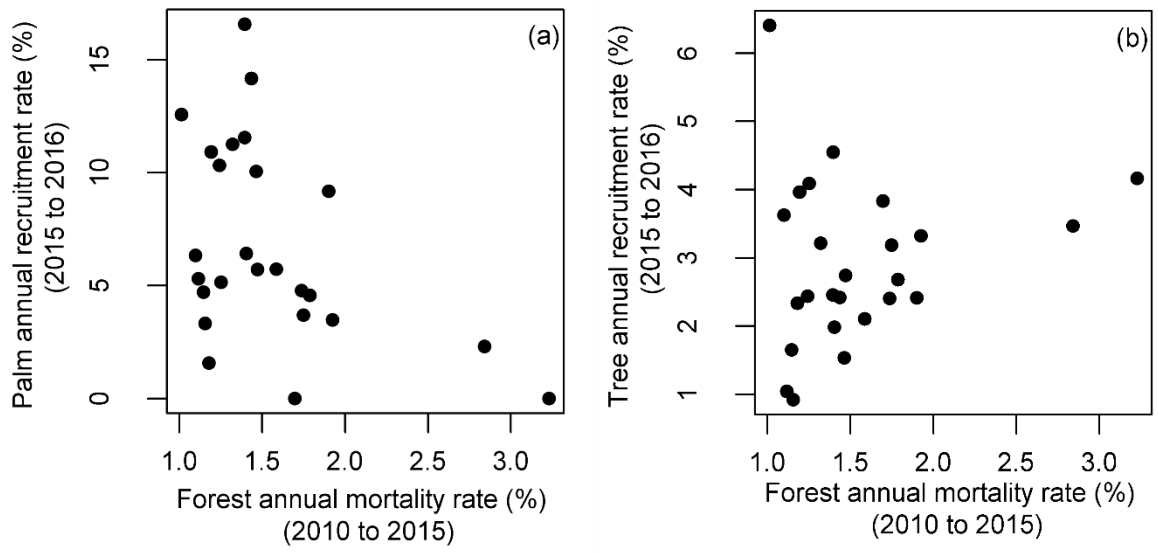 Palm annual recruitment rate (%)
(2015 to 2016)
15
10
5
0
(a)
1.0 1.5 2.0 2.5 3.0
Forest annual mortality rate (%)
(2010 to 2015)
Tree annual recruitment rate (%)
(2015 to 2016)
6
5
4
3
2
1
(b)
1.0 1.5 2.0 2.5 3.0
Forest annual mortality rate (%)
(2010 to 2015)